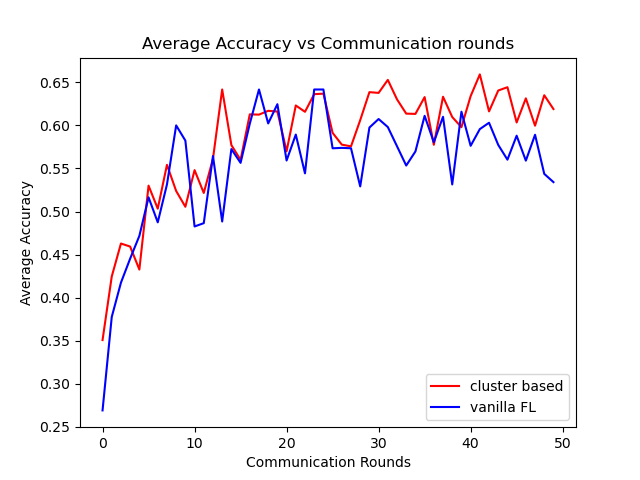 Average Accuracy vs Communication rounds
Average Accuracy
0.65
0.60
0.55
0.50
0.45
0.40
0.35
0.30
0.25
0 10 20 30 40 50
Communication Rounds
cluster based
vanilla FL